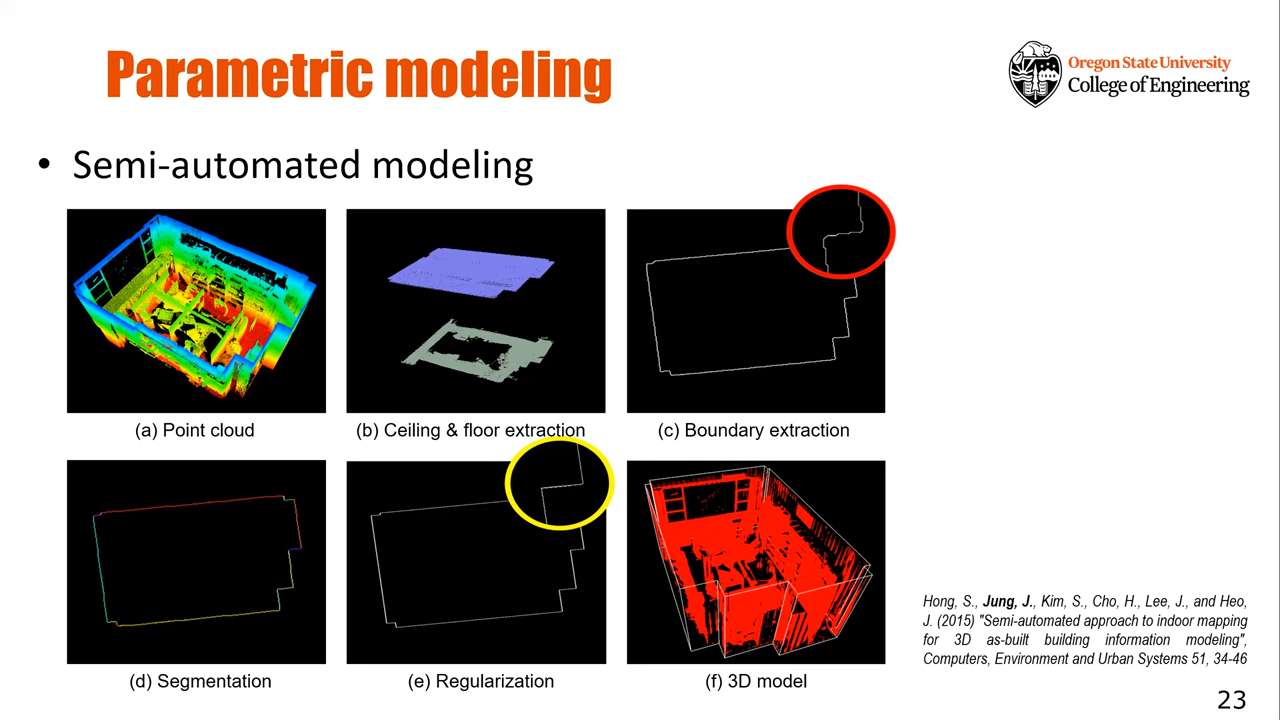 Parametric modeling
Oregon State University
College of Engineering
• Semi-automated modeling
(a) Point cloud
(b) Ceiling & floor extraction
(c) Boundary extraction
(d) Segmentation
(e) Regularization
(f) 3D model
Hong, S., Jung, J., Kim, S., Cho, H., Lee, J., and Heo,
J. (2015) "Semi-automated approach to indoor mapping
for 3D as-built building information modeling",
Computers, Environment and Urban Systems 51, 34-46
23